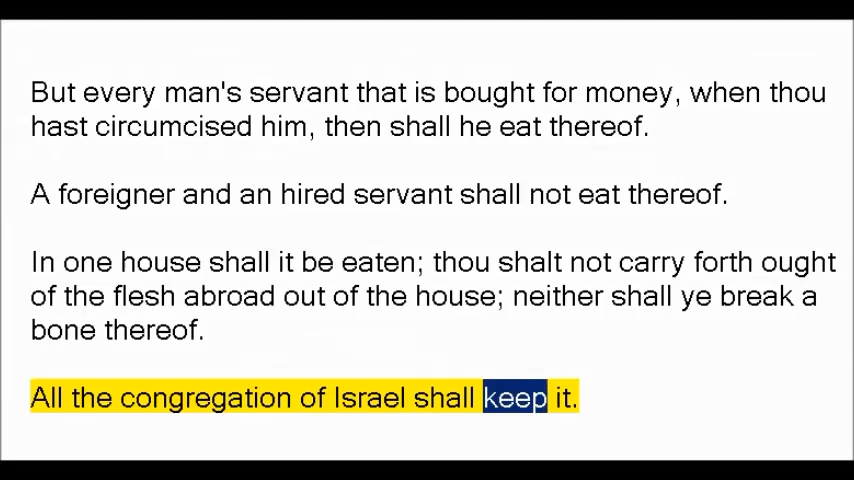 But every man's servant that is bought for money, when thou
hast circumcised him, then shall he eat thereof.
A foreigner and an hired servant shall not eat thereof.
In one house shall it be eaten; thou shalt not carry forth ought
of the flesh abroad out of the house; neither shall ye break a
bone thereof.
All the congregation of Israel shall keep it.